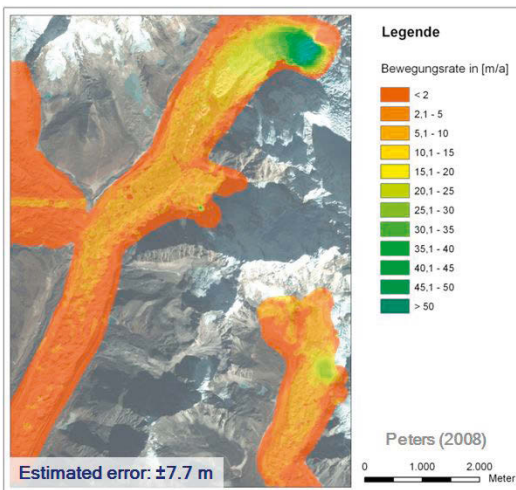 Legende
Bewegungsrate in [m/a]
< 2
2,1 - 5
5,1 - 10
10,1 - 15
15,1 - 20
20,1 - 25
25,1 - 30
30,1 - 35
35,1 - 40
40,1 - 45
45,1 - 50
> 50
Peters (2008)
Estimated error: ±7.7 m
0 1.000 2.000
Meter